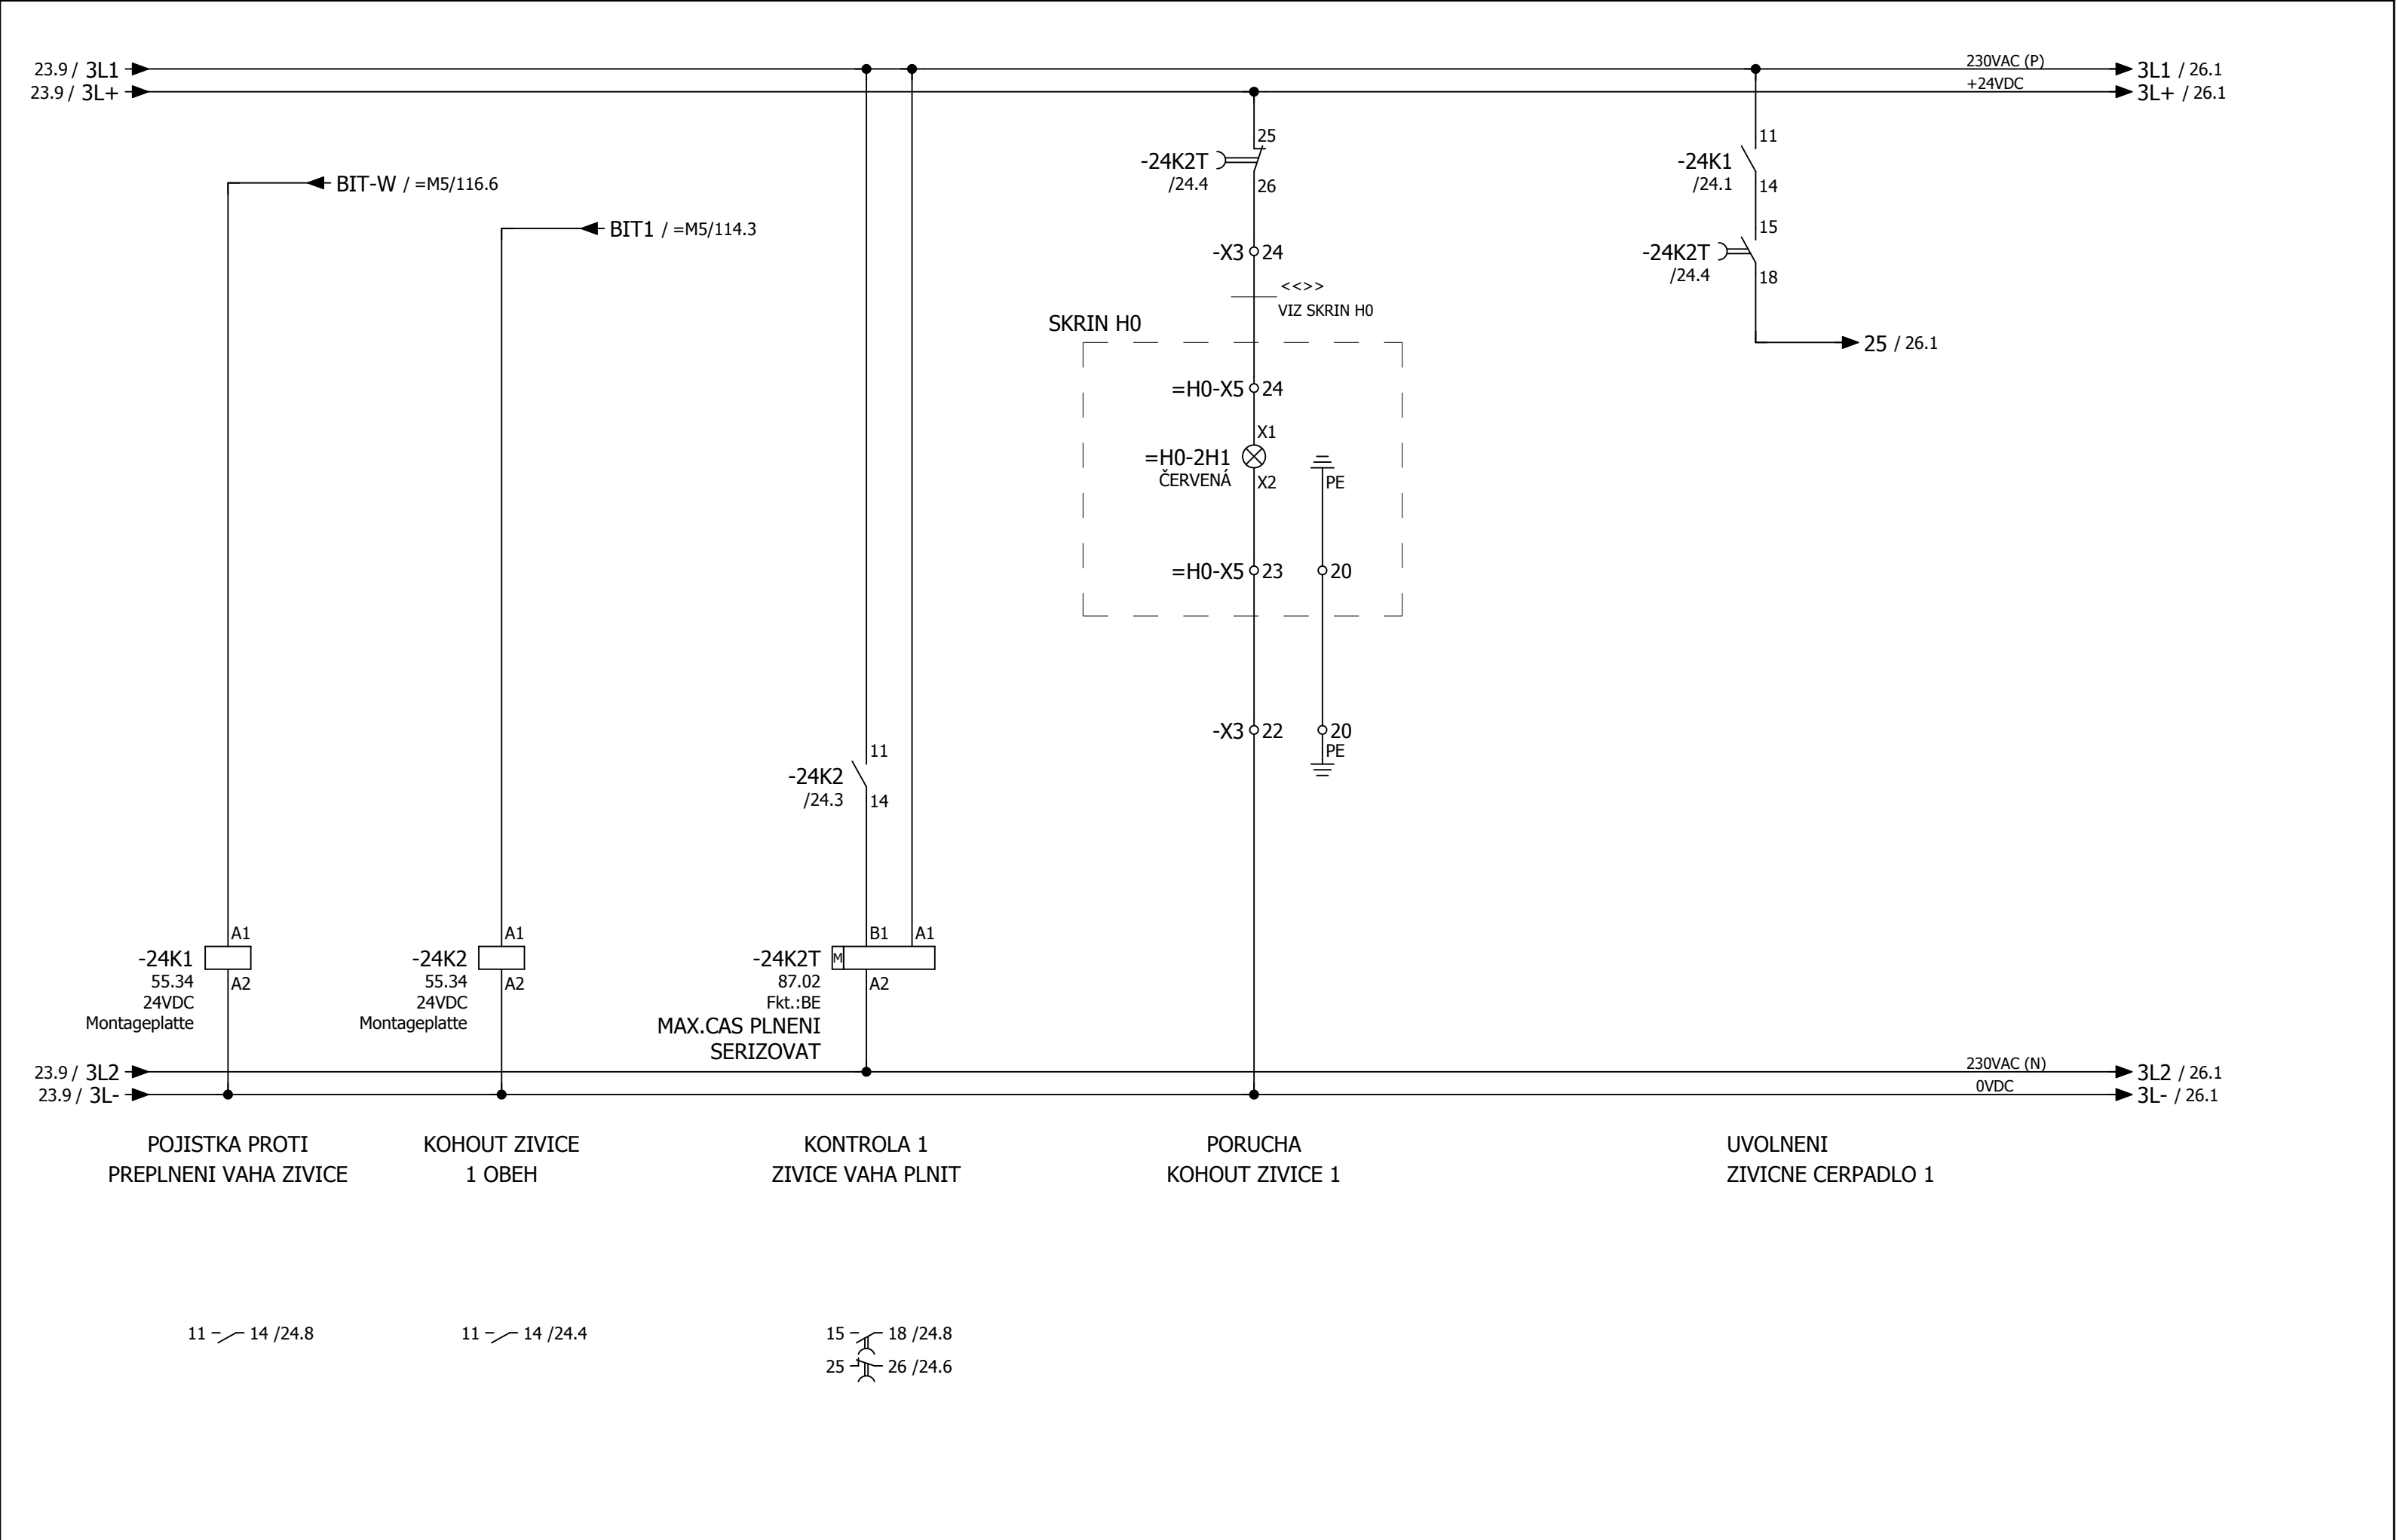 23.9 / 3L1
230VAC (P)
3L1 / 26.1
23.9 / 3L+
+24VDC
3L+ / 26.1
BIT-W / =M5/116.6
BIT1 / =M5/114.3
25
-24K2T
/24.4
26
-X3 24
<<>>
VIZ SKRIN H0
SKRIN H0
=H0-X5 24
X1
=H0-2H1
ČERVENÁ
X2
PE
=H0-X5 23
20
-X3 22
20
PE
11
-24K1
/24.1
14
15
-24K2T
/24.4
18
25 / 26.1
11
-24K2
/24.3
14
A1
-24K1
55.34
A2
24VDC
Montageplatte
A1
-24K2
55.34
A2
24VDC
Montageplatte
B1
A1
-24K2T
M
87.02
A2
Fkt.:BE
MAX.CAS PLNENI
SERIZOVAT
23.9 / 3L2
230VAC (N)
3L2 / 26.1
23.9 / 3L-
0VDC
3L- / 26.1
POJISTKA PROTI
PREPLNENI VAHA ZIVICE
KOHOUT ZIVICE
1 OBEH
KONTROLA 1
ZIVICE VAHA PLNIT
PORUCHA
KOHOUT ZIVICE 1
UVOLNENI
ZIVICNE CERPADLO 1
11 14 /24.8
11 14 /24.4
15 18 /24.8
25 26 /24.6